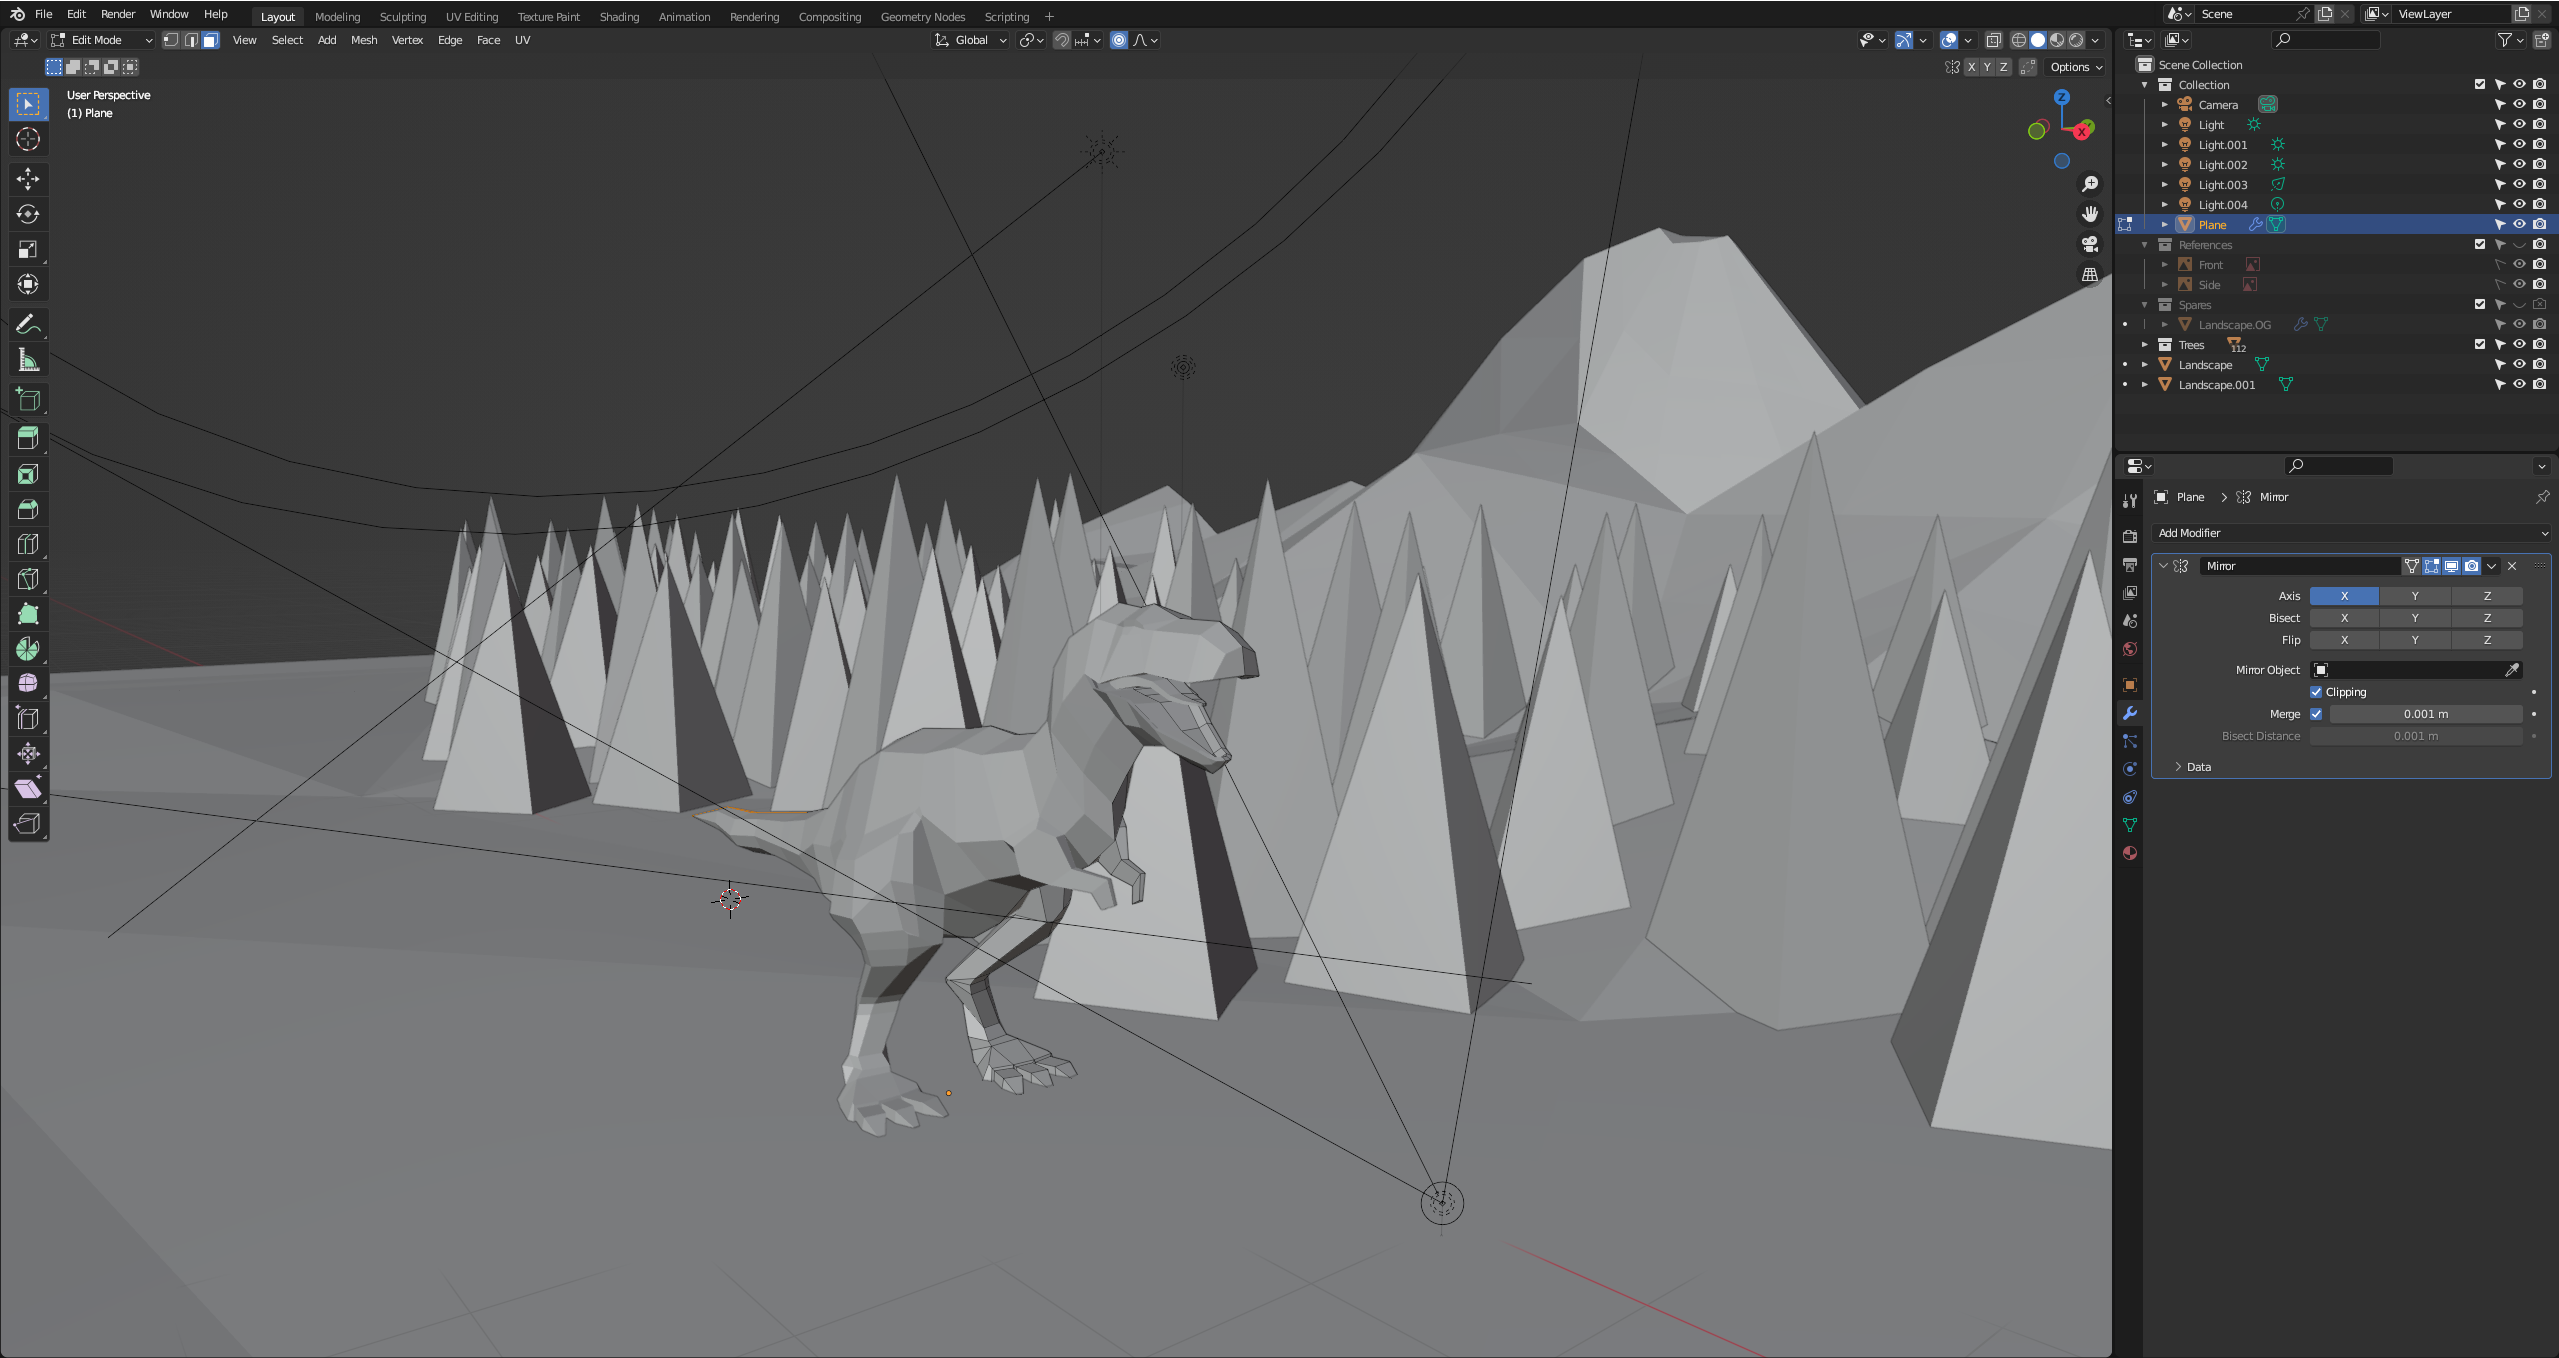 File Edit Render Window Help Layout Modeling Sculpting UV Editing Texture Paint Shading Animation Rendering Compositing Geometry Nodes Scripting + Scene ViewLayer
Edit Mode View Select Add Mesh Vertex Edge Face UV Global
X Y Z Options
User Perspective
(1) Plane
Z
X
Scene Collection
Collection
Camera
Light
Light.001
Light.002
Light.003
Light.004
Plane
References
Front
Side
Spares
Landscape.OG
Trees 112
Landscape
Landscape.001
Plane > Mirror
Add Modifier
Mirror
Axis X Y Z
Bisect X Y Z
Flip X Y Z
Mirror Object
Clipping
Merge 0.001 m
Bisect Distance 0.001 m
Data